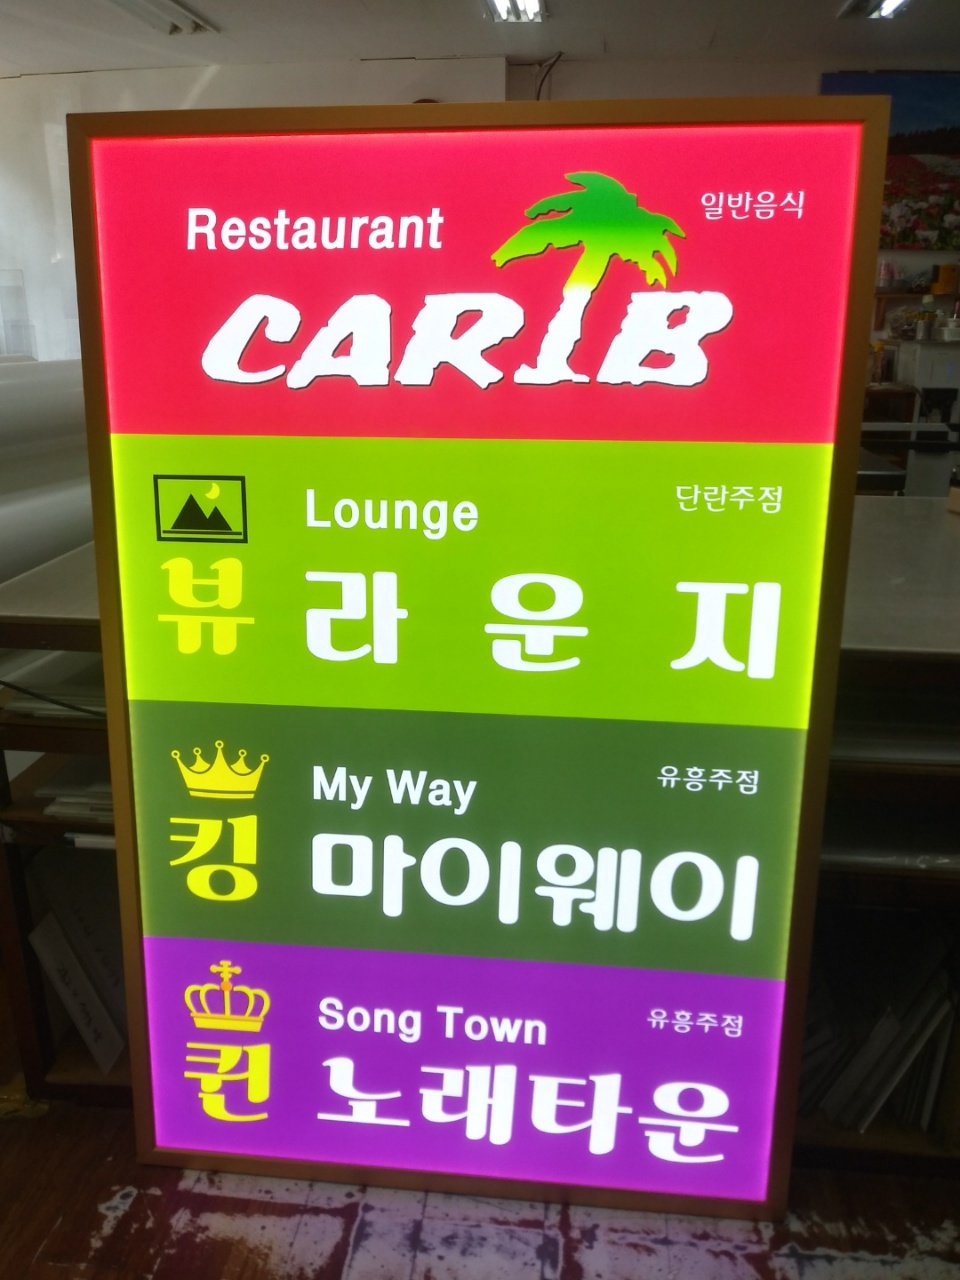 Restaurant 일반음식
CARIB
Lounge 단란주점
뷰 라운지
My Way 유흥주점
킹 마이웨이
Song Town 유흥주점
퀸 노래타운